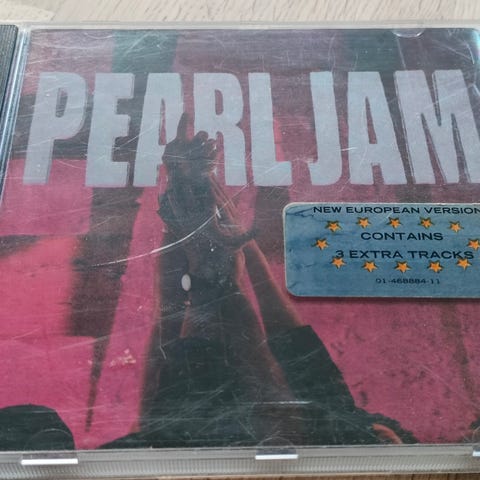 PEARL JAM
NEW EUROPEAN VERSION
CONTAINS
3 EXTRA TRACKS
01-468884-11